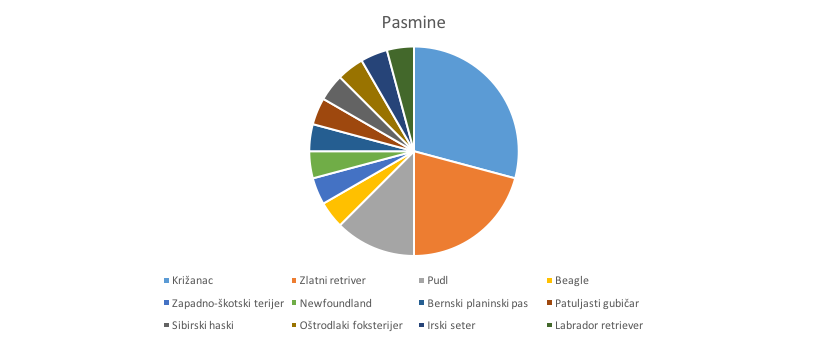 Pasmine
Križanac Zlatni retriver Pudl Beagle
Zapadno-škotski terijer Newfoundland Bernski planinski pas Patuljasti gubičar
Sibirski haski Oštrodlaki foksterijer Irski seter Labrador retriever